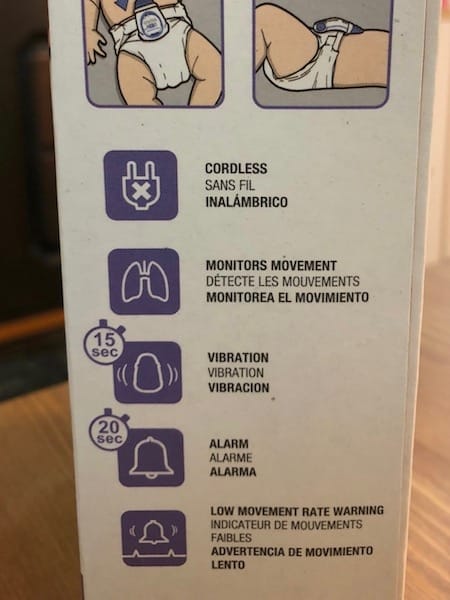 CORDLESS
SANS FIL
INALÁMBRICO
MONITORS MOVEMENT
DÉTECTE LES MOUVEMENTS
MONITOREA EL MOVIMIENTO
15
sec
VIBRATION
VIBRATION
VIBRACION
20
sec
ALARM
ALARME
ALARMA
LOW MOVEMENT RATE WARNING
INDICATEUR DE MOUVEMENTS
FAIBLES
ADVERTENCIA DE MOVIMIENTO
LENTO